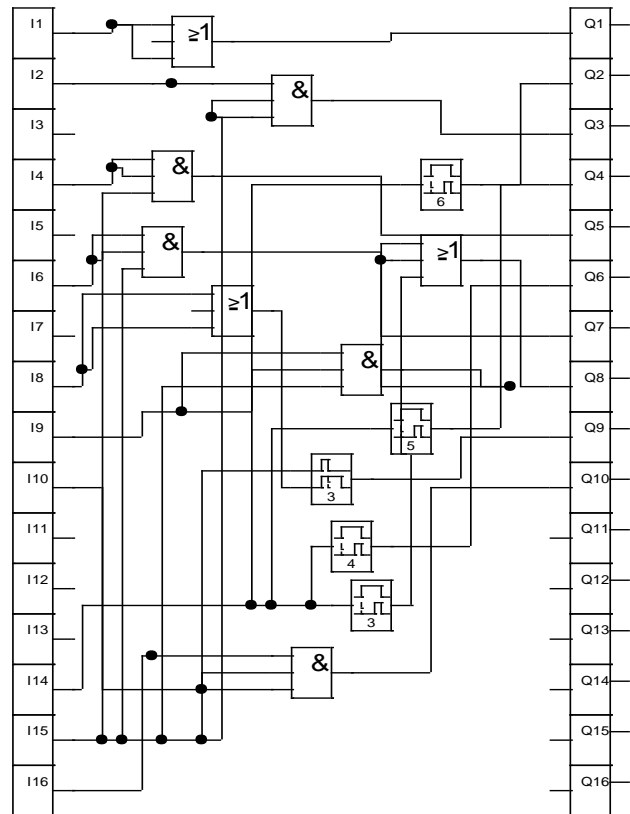 I1 ≥1 Q1
I2 & Q2
I3 Q3
I4 & 6 Q4
I5 & ≥1 Q5
I6 Q6
I7 ≥1 Q7
I8 & Q8
I9 5 Q9
I10 3 Q10
I11 4 Q11
I12 Q12
I13 3 Q13
I14 & Q14
I15 Q15
I16 Q16